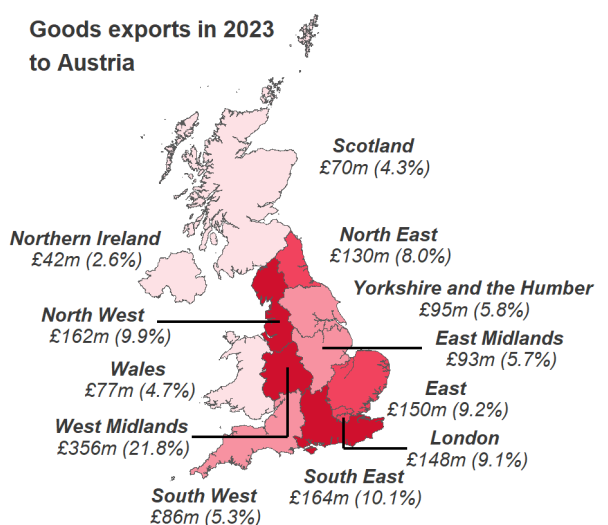 Goods exports in 2023
to Austria
Scotland
£70m (4.3%)
Northern Ireland
£42m (2.6%)
North East
£130m (8.0%)
Yorkshire and the Humber
£95m (5.8%)
North West
£162m (9.9%)
East Midlands
£93m (5.7%)
Wales
£77m (4.7%)
East
£150m (9.2%)
West Midlands
£356m (21.8%)
London
£148m (9.1%)
South East
£164m (10.1%)
South West
£86m (5.3%)